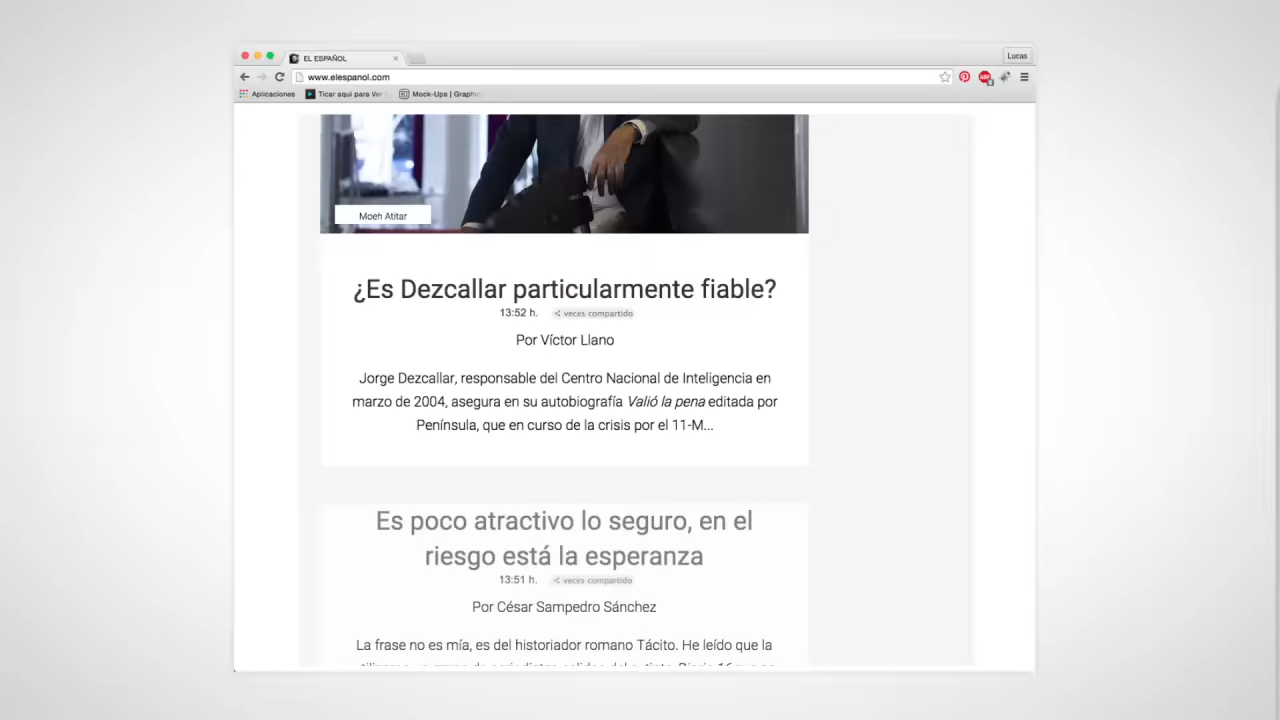 EL ESPAÑOL
Lucas
www.elespanol.com
ABP
Aplicaciones
Ticar aquí para Ver
Mock-Ups | Graphic
Moeh Atitar
¿Es Dezcallar particularmente fiable?
13:52 h.
veces compartido
Por Víctor Llano
Jorge Dezcallar, responsable del Centro Nacional de Inteligencia en
marzo de 2004, asegura en su autobiografía Valió la pena editada por
Península, que en curso de la crisis por el 11-M...
Es poco atractivo lo seguro, en el
riesgo está la esperanza
13:51 h.
veces compartido
Por César Sampedro Sánchez
La frase no es mía, es del historiador romano Tácito. He leído que la